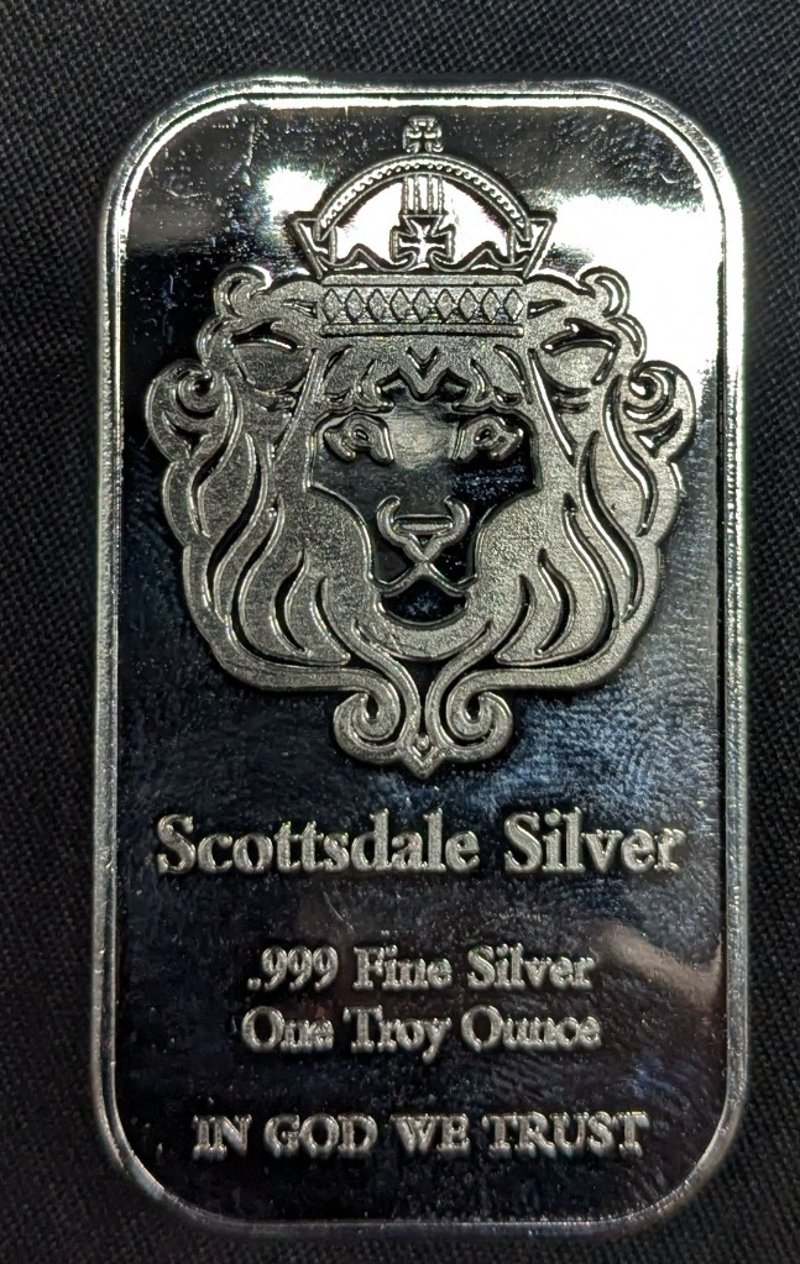 Scottsdale Silver
.999 Fine Silver
One Troy Ounce
IN GOD WE TRUST